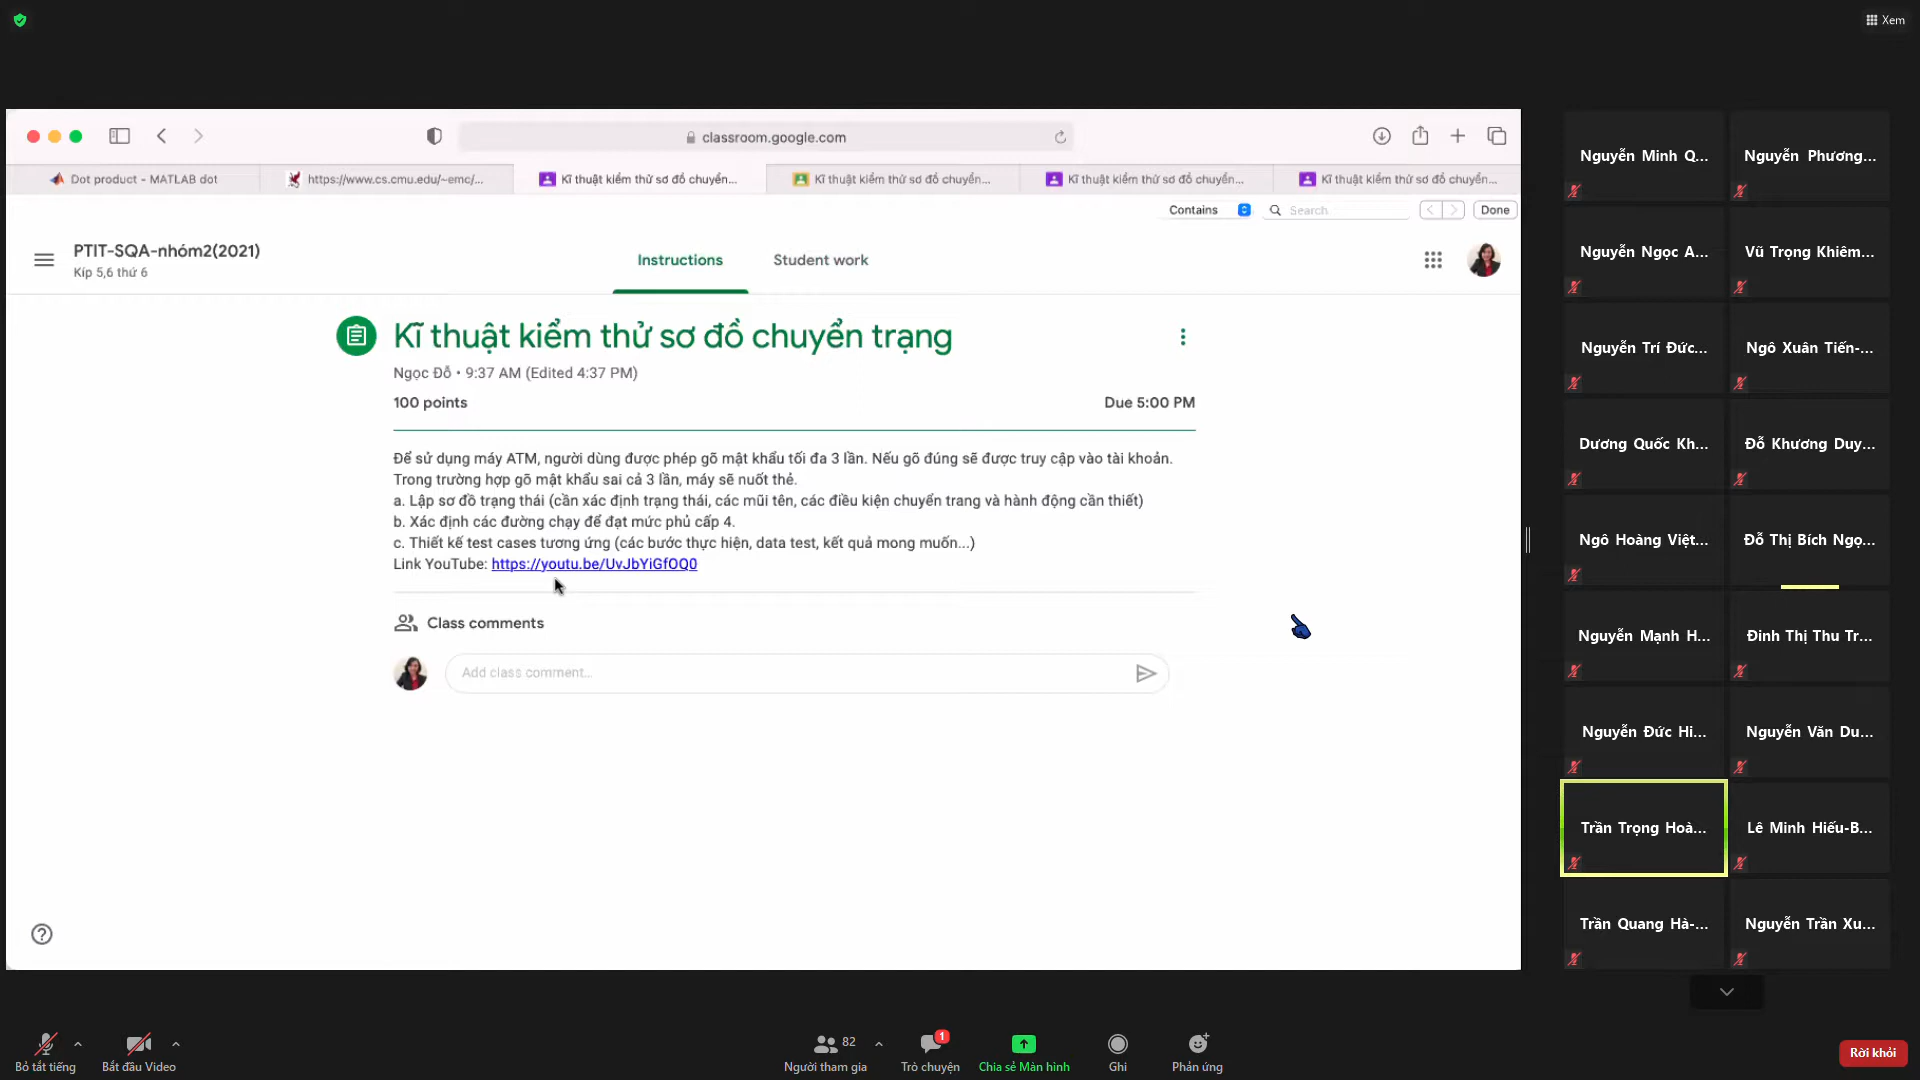 Xem
classroom.google.com
Dot product - MATLAB dot
https://www.cs.cmu.edu/~emc/...
Kĩ thuật kiểm thử sơ đồ chuyển...
Kĩ thuật kiểm thử sơ đồ chuyển...
Kĩ thuật kiểm thử sơ đồ chuyển...
Kĩ thuật kiểm thử sơ đồ chuyển...
Contains
Search
Done
PTIT-SQA-nhóm2(2021)
Kíp 5,6 thứ 6
Instructions
Student work
Kĩ thuật kiểm thử sơ đồ chuyển trạng
Ngọc Đỗ • 9:37 AM (Edited 4:37 PM)
100 points
Due 5:00 PM
Để sử dụng máy ATM, người dùng được phép gõ mật khẩu tối đa 3 lần. Nếu gõ đúng sẽ được truy cập vào tài khoản.
Trong trường hợp gõ mật khẩu sai cả 3 lần, máy sẽ nuốt thẻ.
a. Lập sơ đồ trạng thái (cần xác định trạng thái, các mũi tên, các điều kiện chuyển trang và hành động cần thiết)
b. Xác định các đường chạy để đạt mức phủ cấp 4.
c. Thiết kế test cases tương ứng (các bước thực hiện, data test, kết quả mong muốn...)
Link YouTube: https://youtu.be/UvJbYiGfOQ0
Class comments
Add class comment...
Nguyễn Minh Q...
Nguyễn Phương...
Nguyễn Ngọc A...
Vũ Trọng Khiêm...
Nguyễn Trí Đức...
Ngô Xuân Tiến-...
Dương Quốc Kh...
Đỗ Khương Duy...
Ngô Hoàng Việt...
Đỗ Thị Bích Ngọ...
Nguyễn Mạnh H...
Đinh Thị Thu Tr...
Nguyễn Đức Hi...
Nguyễn Văn Du...
Trần Trọng Hoà...
Lê Minh Hiếu-B...
Trần Quang Hà-...
Nguyễn Trần Xu...
Bỏ tắt tiếng
Bắt đầu Video
82
Người tham gia
1
Trò chuyện
Chia sẻ Màn hình
Ghi
Phản ứng
Rời khỏi